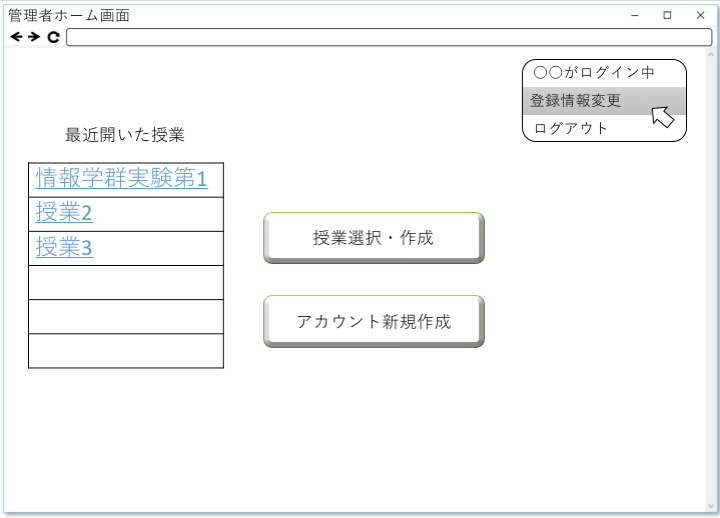 管理者ホーム画面
〇〇がログイン中
登録情報変更
ログアウト
最近開いた授業
情報学群実験第1
授業2
授業3
授業選択・作成
アカウント新規作成